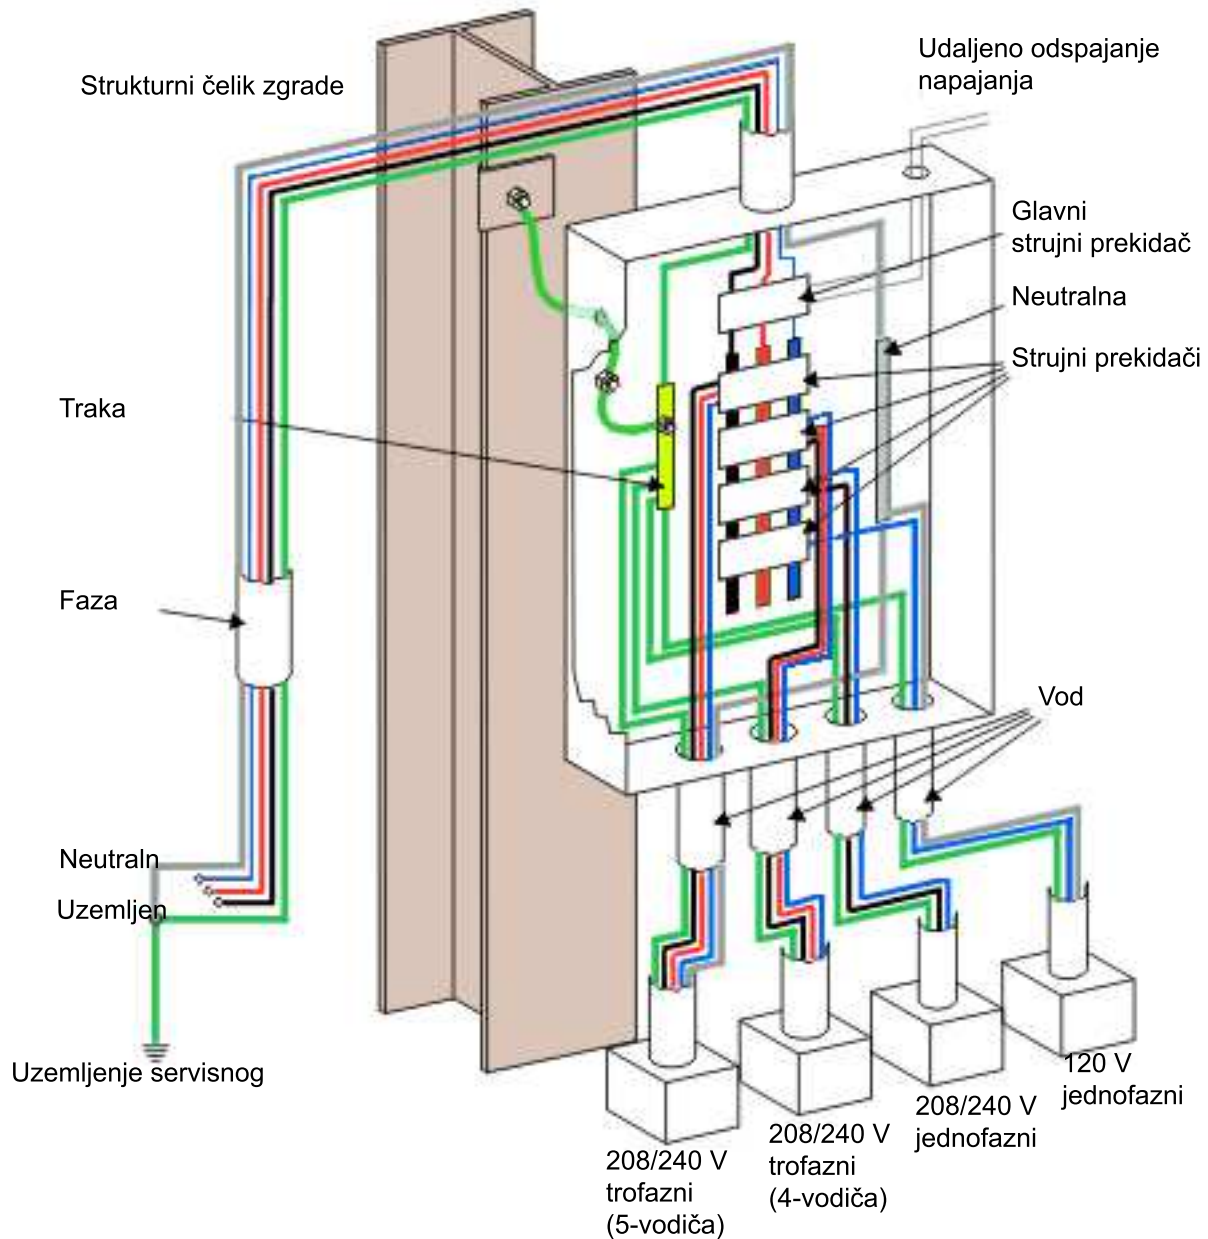 Udaljeno odspajanje
napajanja
Strukturni čelik zgrade
Glavni
strujni prekidač
Neutralna
Strujni prekidači
Traka
Faza
Vod
Neutraln
Uzemljen
Uzemljenje servisnog
120 V
jednofazni
208/240 V
jednofazni
208/240 V
trofazni
(4-vodiča)
208/240 V
trofazni
(5-vodiča)